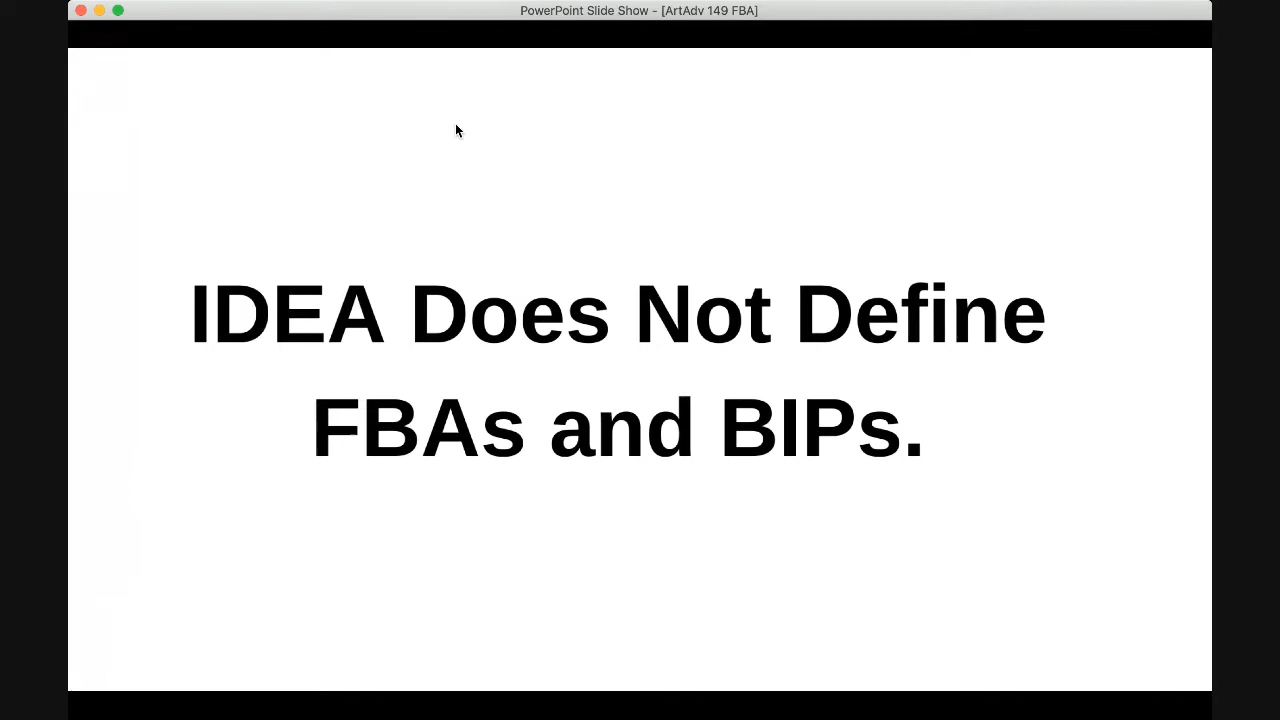 PowerPoint Slide Show - [ArtAdv 149 FBA]
IDEA Does Not Define
FBAs and BIPs.